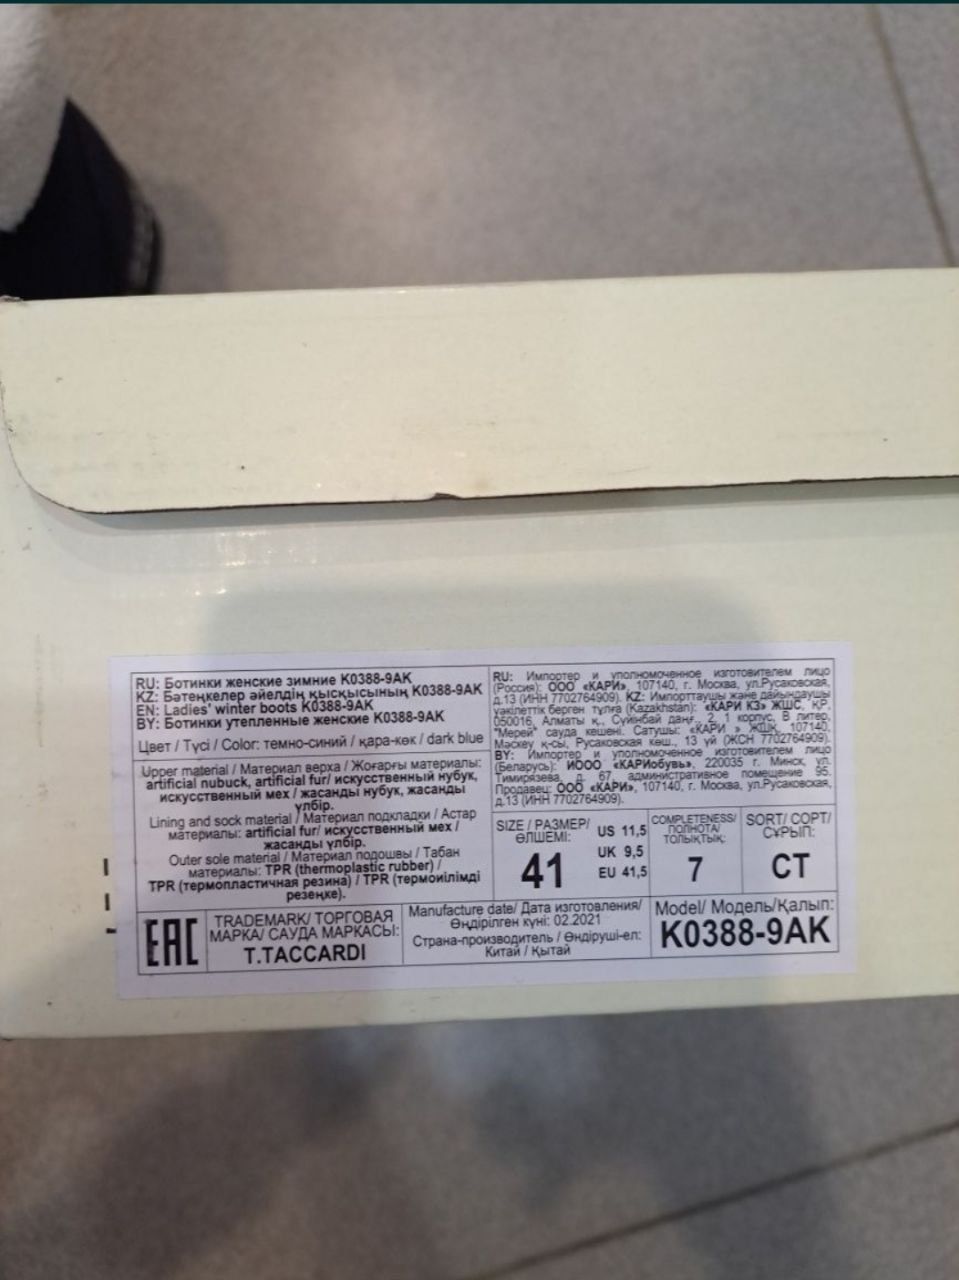 RU: Ботинки женские зимние K0388-9AK
KZ: Бәтеңкелер әйелдің қысқысының K0388-9AK
EN: Ladies' winter boots K0388-9AK
BY: Ботинки утепленные женские K0388-9AK
Цвет / Түсі / Color: темно-синий / қара-көк / dark blue
Upper material / Материал верха / Жоғарғы материалы:
artificial nubuck, artificial fur/ искусственный нубук,
искусственный мех / жасанды нубук, жасанды
үлбір.
Lining and sock material / Материал подкладки / Астар
материалы: artificial fur/ искусственный мех /
жасанды үлбір.
Outer sole material / Материал подошвы / Табан
материалы: TPR (thermoplastic rubber) /
TPR (термопластичная резина) / TPR (термоиілімді
резеңке).
EAC
TRADEMARK/ ТОРГОВАЯ
МАРКА/ САУДА МАРКАСЫ:
T.TACCARDI
RU: Импортер и уполномоченное изготовителем лицо
(Россия): ООО «КАРИ», 107140, г. Москва, ул.Русаковская,
д.13 (ИНН 7702764909). KZ: Импорттаушы және дайындаушы
уәкілеттік берген тұлға (Kazakhstan): «КАРИ КЗ» ЖШС, ҚР,
050016, Алматы қ., Сүйінбай даңғ., 2, 1 корпус, В литер,
"Мерей" сауда кешені. Сатушы: «КАРИ » ЖШҚ, 107140,
Мәскеу қ-сы, Русаковская көш., 13 үй (ЖСН 7702764909).
BY: Импортер и уполномоченное изготовителем лицо
(Беларусь): ИООО «КАРИобувь», 220035 г. Минск, ул.
Тимирязева, д. 67, административное помещение 95.
Продавец: ООО «КАРИ», 107140, г. Москва, ул.Русаковская,
д.13 (ИНН 7702764909).
SIZE / РАЗМЕР/
ӨЛШЕМІ:
41
US 11,5
UK 9,5
EU 41,5
COMPLETENESS/
ПОЛНОТА/
ТОЛЫҚТЫҚ:
7
SORT/ СОРТ/
СҰРЫП:
СТ
Manufacture date/ Дата изготовления/
Өңдірілген күні: 02.2021
Страна-производитель / Өндіруші-ел:
Китай / Қытай
Model/ Модель/Қалып:
K0388-9AK